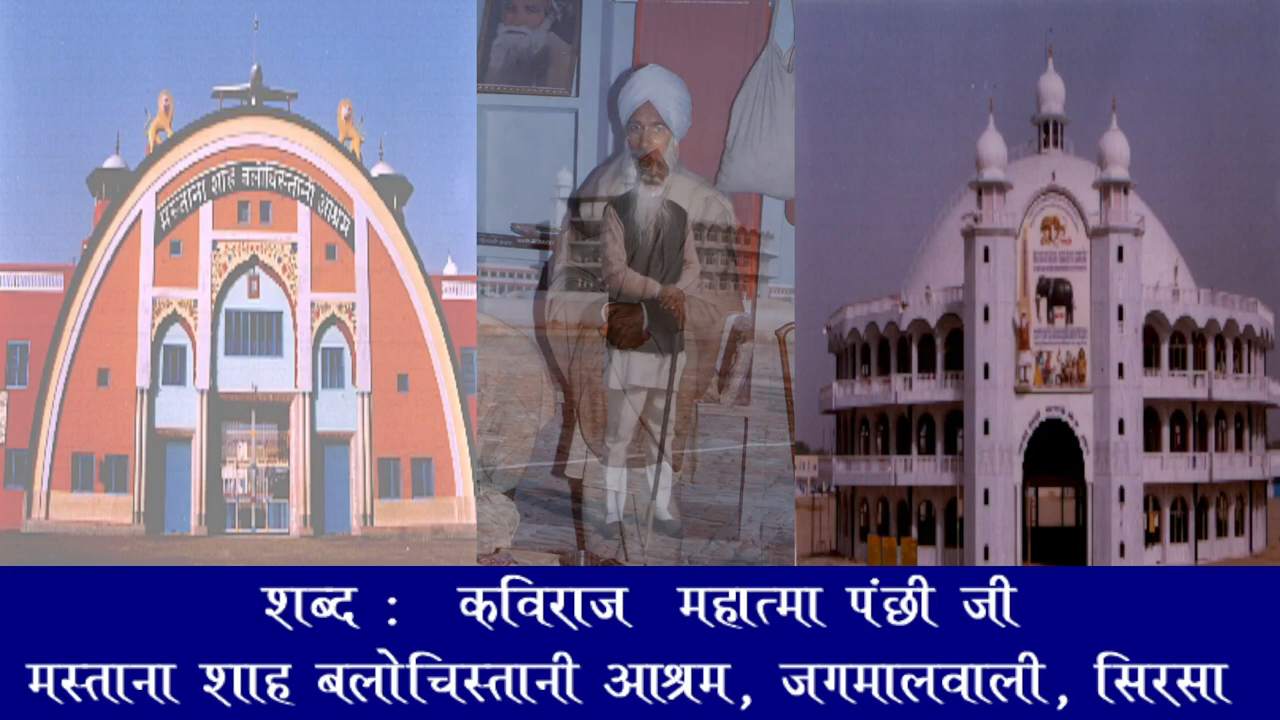 मस्ताना शाह बलोचिस्तानी आश्रम
शब्द : कविराज महात्मा पंछी जी
मस्ताना शाह बलोचिस्तानी आश्रम, जगमालवाली, सिरसा